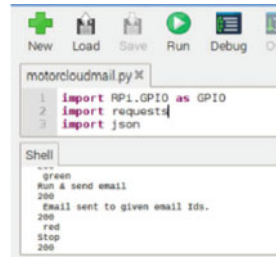 New Load Save Run Debug
motorcloudmail.py ✕
1 import RPi.GPIO as GPIO
2 import requests
3 import json
Shell
200
green
Run & send email
200
Email sent to given email Ids.
200
red
Stop
200